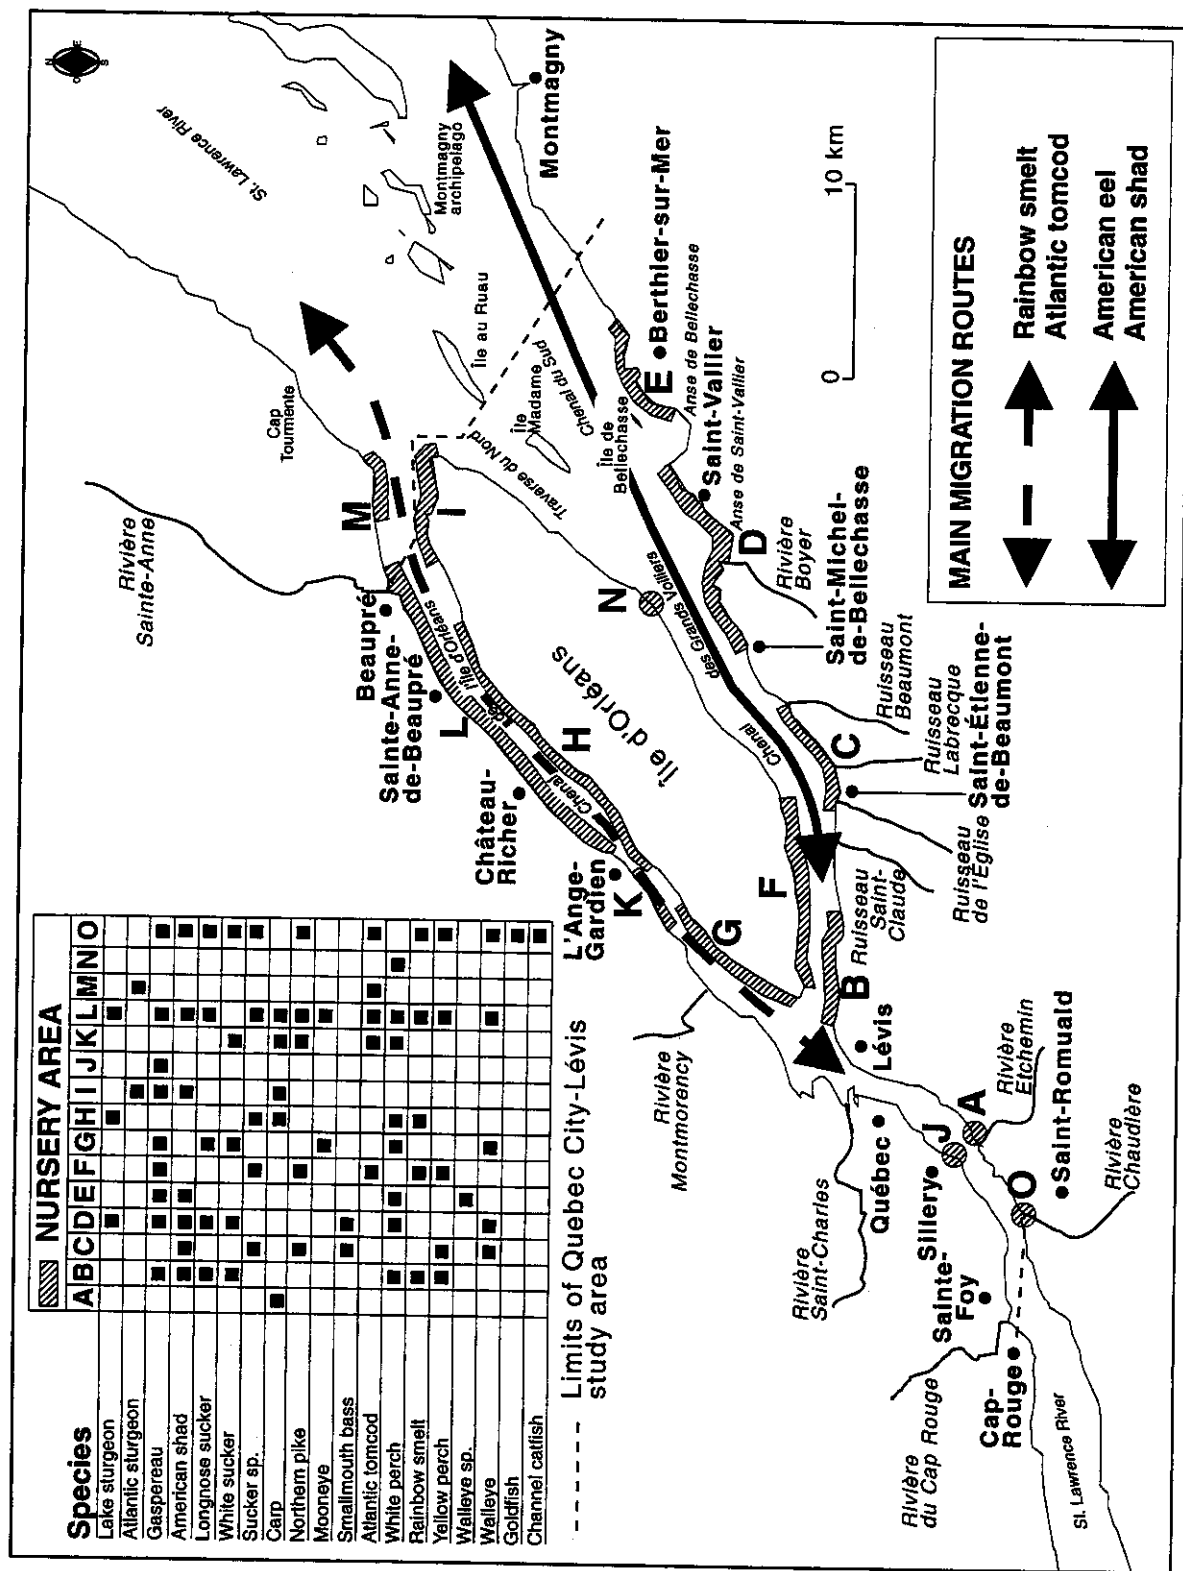 NURSERY AREA
Species
A B C D E F G H I J K L M N O
Lake sturgeon
Atlantic sturgeon
Gaspereau
American shad
Longnose sucker
White sucker
Sucker sp.
Carp
Northern pike
Mooneye
Smallmouth bass
Atlantic tomcod
White perch
Rainbow smelt
Yellow perch
Walleye sp.
Walleye
Goldfish
Channel catfish
Limits of Quebec City-Lévis
study area
N
O
E
S
St. Lawrence River
Rivière
Sainte-Anne
Cap
Tourmente
Beaupré
Sainte-Anne-
de-Beaupré
Château-
Richer
L'Ange-
Gardien
Rivière
Montmorency
Rivière
Saint-Charles
Québec
Sillery
Sainte-
Foy
Cap-
Rouge
Rivière
du Cap Rouge
St. Lawrence River
M
I
L
H
K
G
N
F
B
C
D
E
J
A
O
Chenal
de
l'Île d'Orléans
Île d'Orléans
Traverse du Nord
Île
Madame
Île au Ruau
Montmagny
archipelago
Chenal du Sud
Île de
Bellechasse
Chenal
des Grands Voiliers
Montmagny
Berthier-sur-Mer
Anse de Bellechasse
Saint-Vallier
Anse de Saint-Vallier
Rivière
Boyer
Saint-Michel-
de-Bellechasse
Ruisseau
Beaumont
Ruisseau
Labrecque
Saint-Étienne-
de-Beaumont
Ruisseau
de l'Église
Ruisseau
Saint-
Claude
Lévis
Rivière
Etchemin
Saint-Romuald
Rivière
Chaudière
0
10 km
MAIN MIGRATION ROUTES
Rainbow smelt
Atlantic tomcod
American eel
American shad